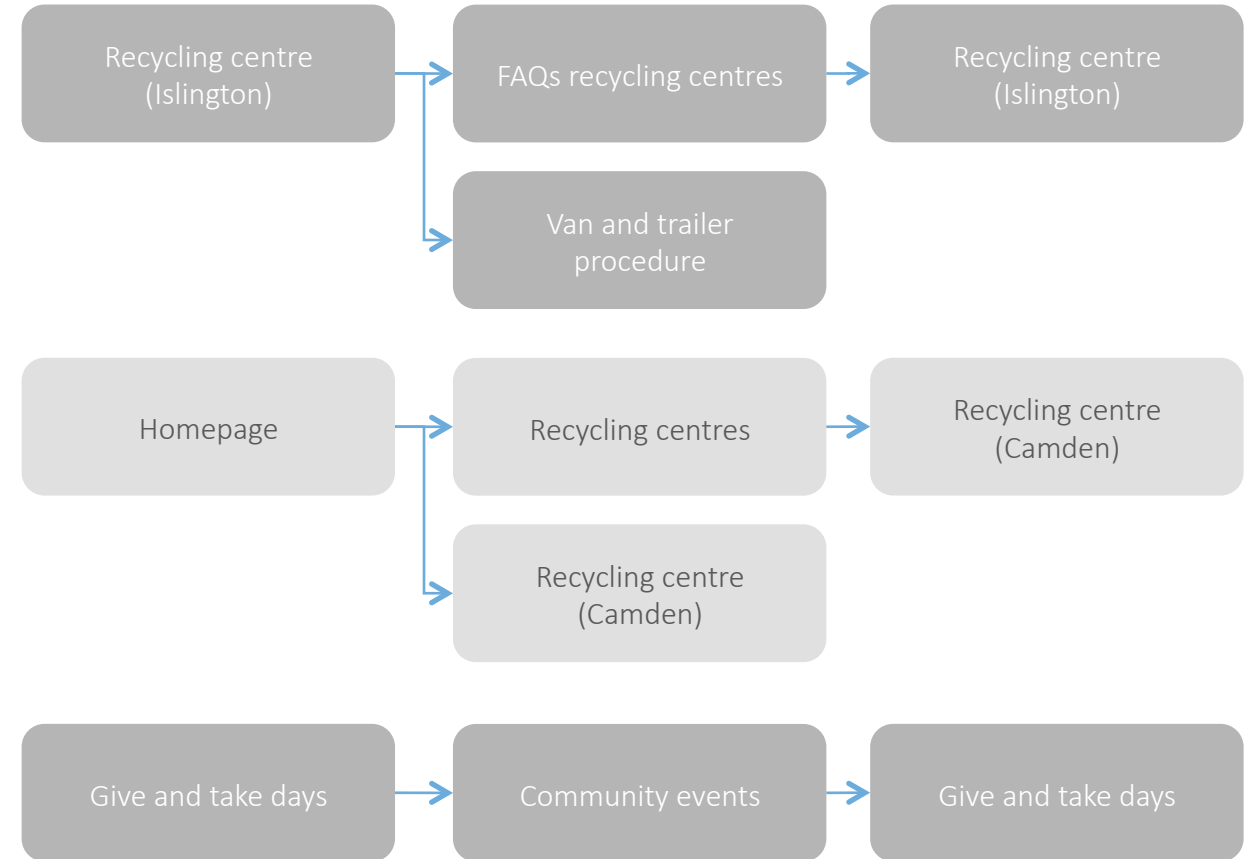 Recycling centre
(Islington)
FAQs recycling centres
Recycling centre
(Islington)
Van and trailer
procedure
Homepage
Recycling centres
Recycling centre
(Camden)
Recycling centre
(Camden)
Give and take days
Community events
Give and take days